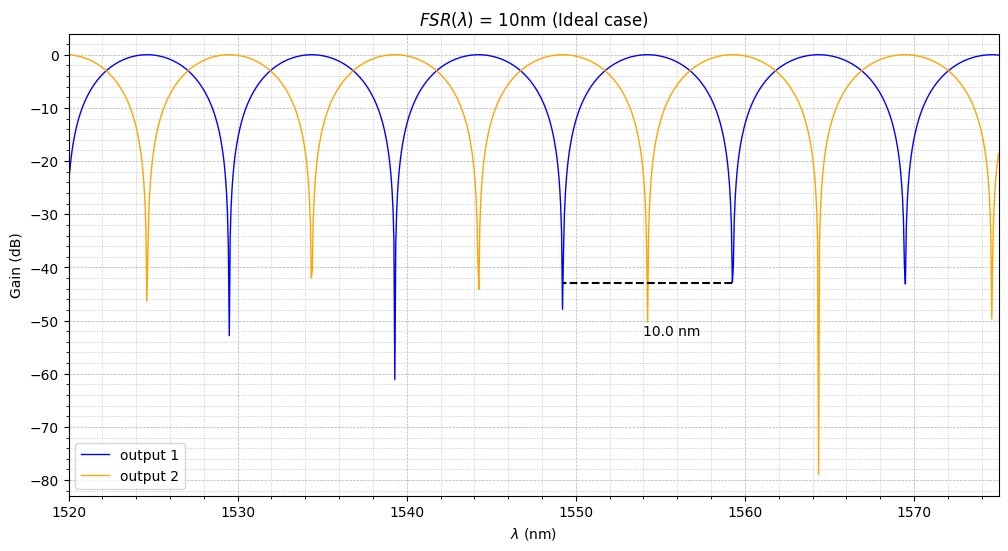 FSR(λ) = 10nm (Ideal case)
Gain (dB)
0
−10
−20
−30
−40
−50
−60
−70
−80
10.0 nm
output 1
output 2
1520
1530
1540
1550
1560
1570
λ (nm)